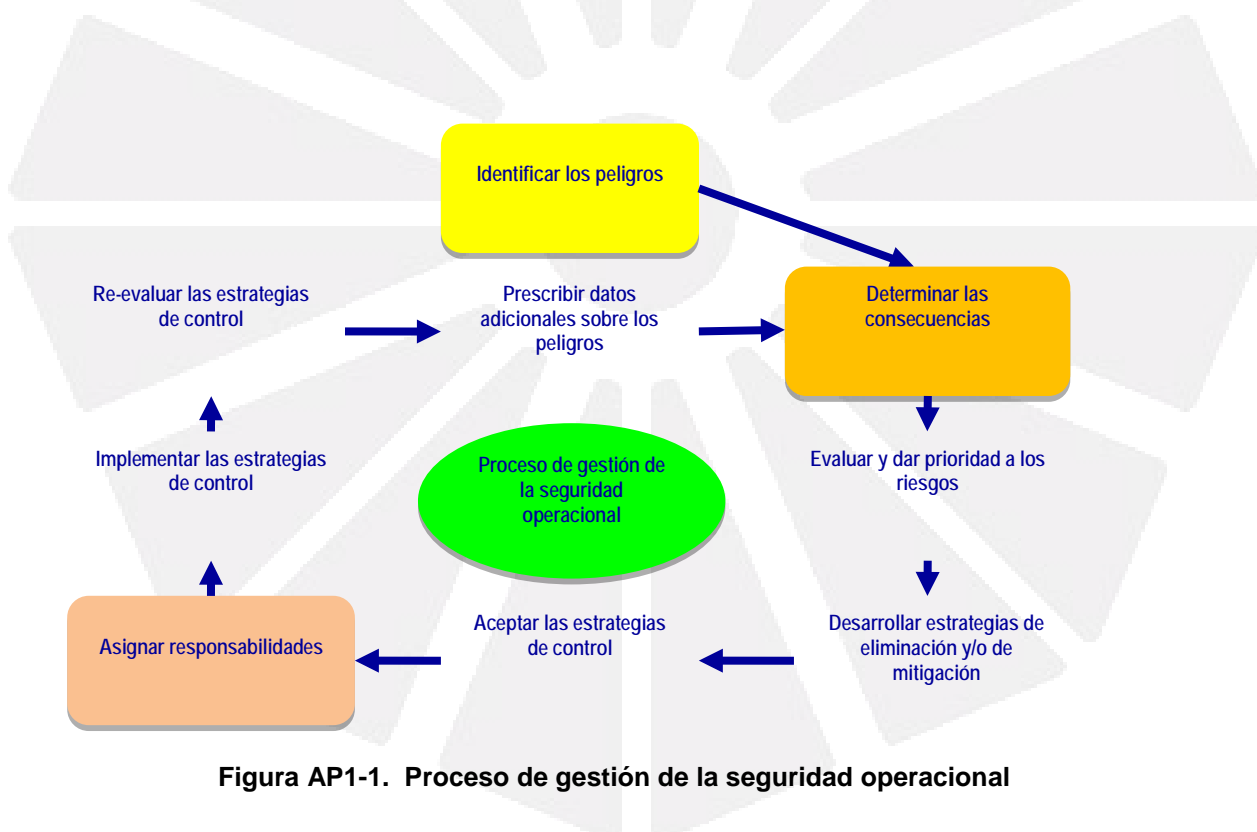 Identificar los peligros
Re-evaluar las estrategias
de control
Prescribir datos
adicionales sobre los
peligros
Determinar las
consecuencias
Implementar las estrategias
de control
Proceso de gestión de
la seguridad
operacional
Evaluar y dar prioridad a los
riesgos
Asignar responsabilidades
Aceptar las estrategias
de control
Desarrollar estrategias de
eliminación y/o de
mitigación
Figura AP1-1. Proceso de gestión de la seguridad operacional